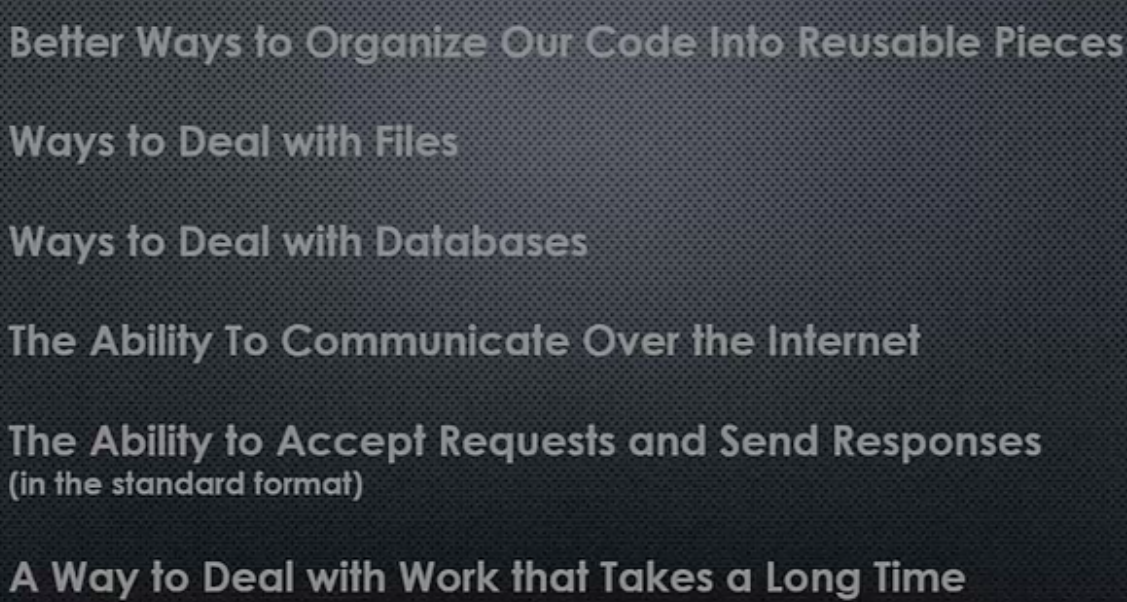 Better Ways to Organize Our Code Into Reusable Pieces
Ways to Deal with Files
Ways to Deal with Databases
The Ability To Communicate Over the Internet
The Ability to Accept Requests and Send Responses
(in the standard format)
A Way to Deal with Work that Takes a Long Time